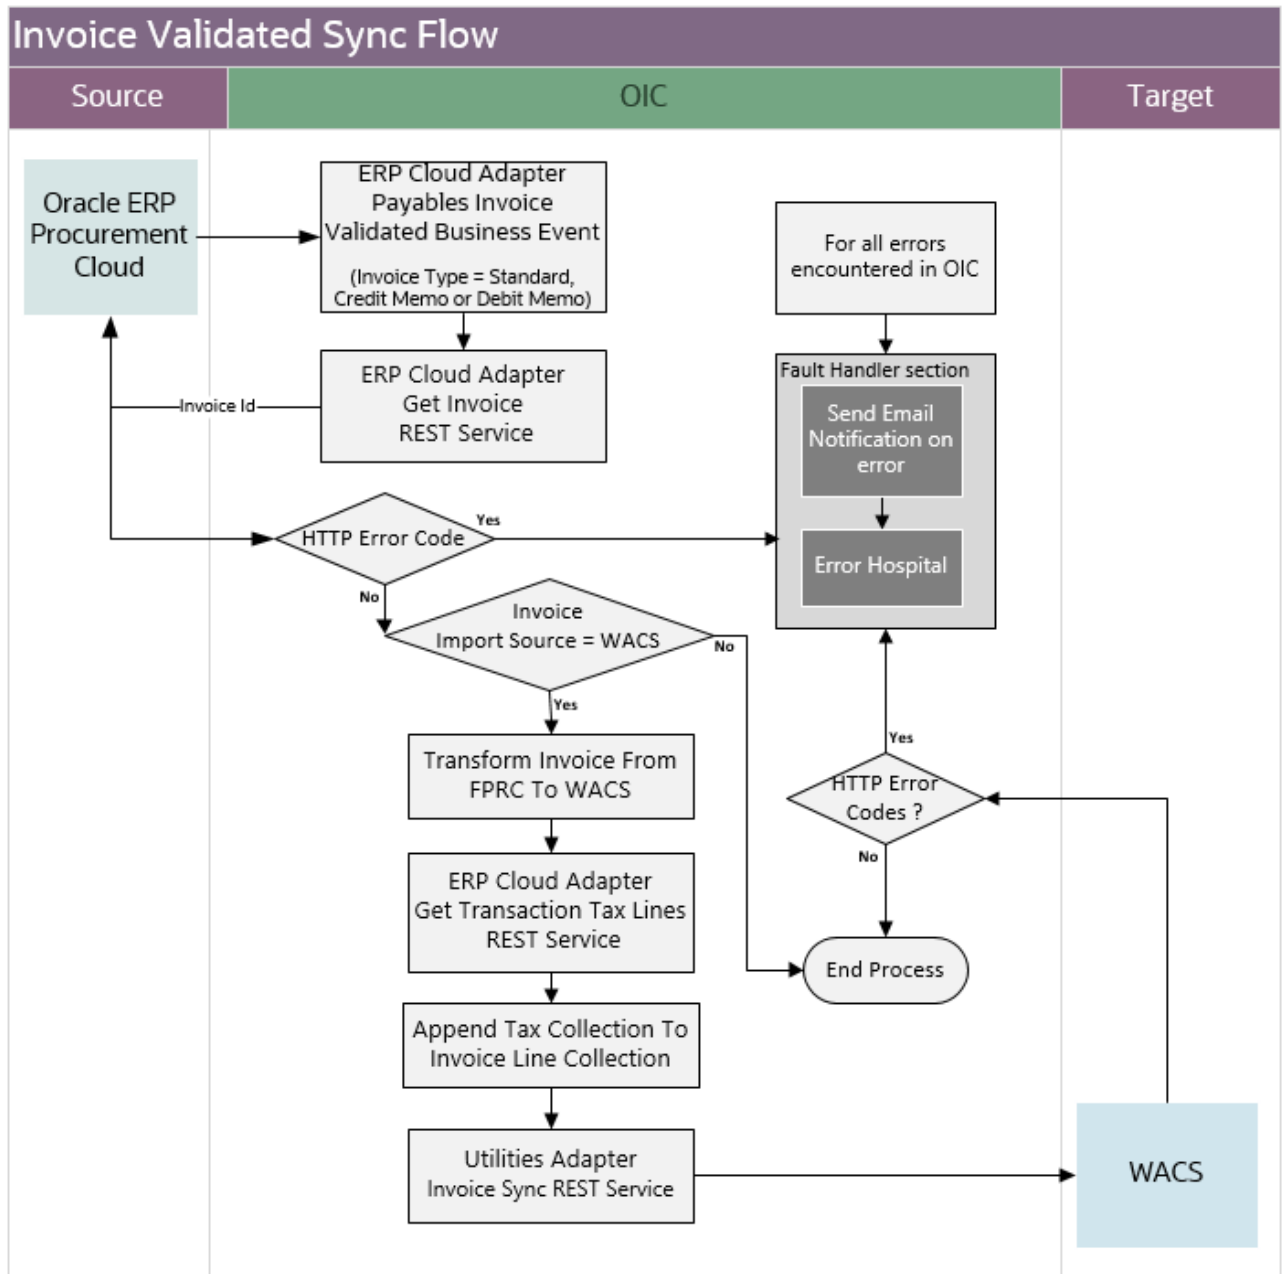 Invoice Validated Sync Flow
Source
OIC
Target
Oracle ERP
Procurement
Cloud
ERP Cloud Adapter
Payables Invoice
Validated Business Event
(Invoice Type = Standard,
Credit Memo or Debit Memo)
For all errors
encountered in OIC
ERP Cloud Adapter
Get Invoice
REST Service
Invoice Id
Fault Handler section
Send Email
Notification on
error
Error Hospital
HTTP Error Code
Yes
No
Invoice
Import Source = WACS
No
Yes
Transform Invoice From
FPRC To WACS
ERP Cloud Adapter
Get Transaction Tax Lines
REST Service
Append Tax Collection To
Invoice Line Collection
Utilities Adapter
Invoice Sync REST Service
WACS
Yes
HTTP Error
Codes ?
No
End Process